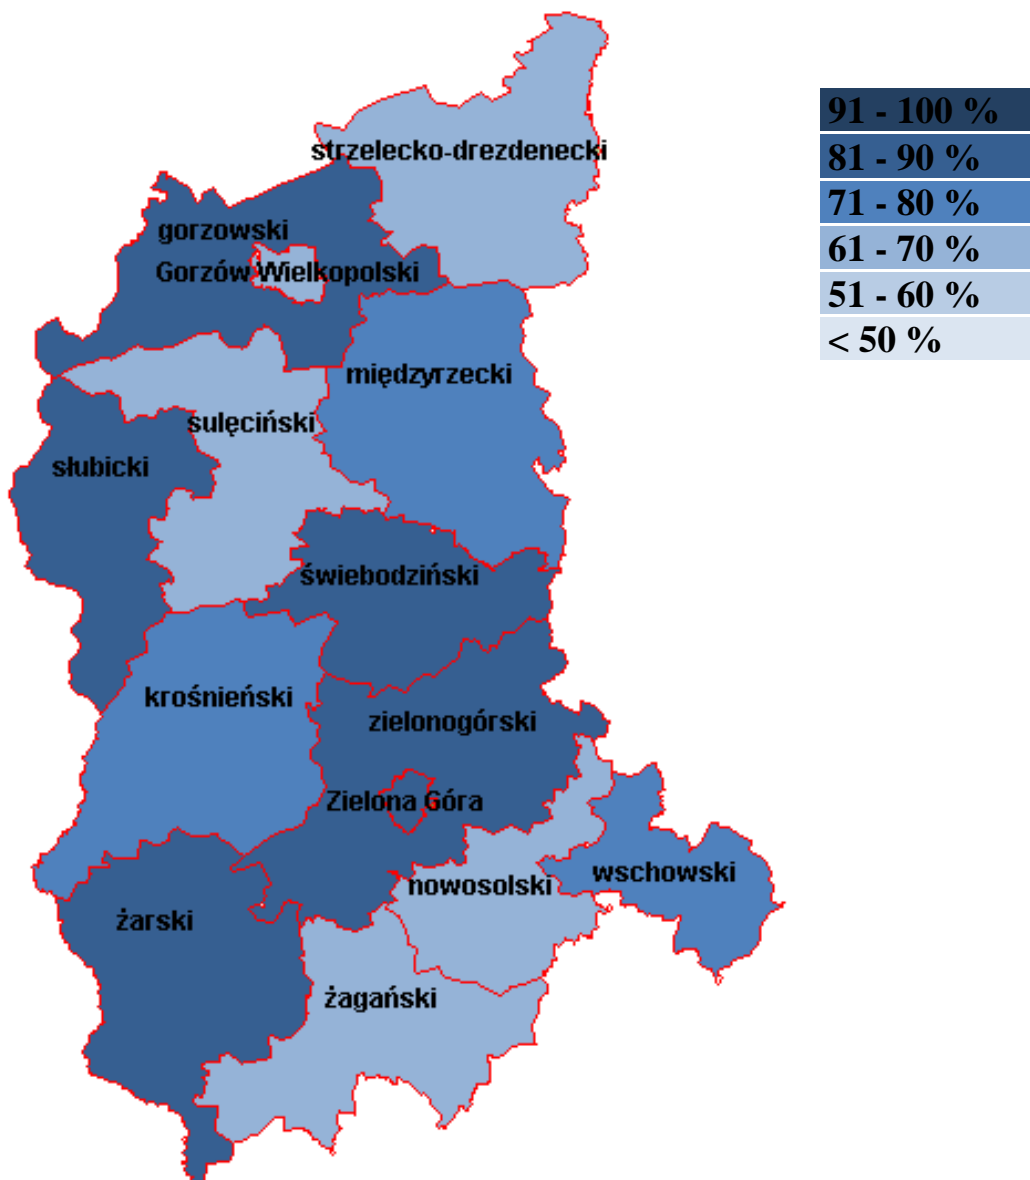 91 - 100 %
81 - 90 %
71 - 80 %
61 - 70 %
51 - 60 %
< 50 %
strzelecko-drezdenecki
gorzowski
Gorzów Wielkopolski
międzyrzecki
sulęciński
słubicki
świebodziński
krośnieński
zielonogórski
Zielona Góra
wschowski
nowosolski
żarski
żagański